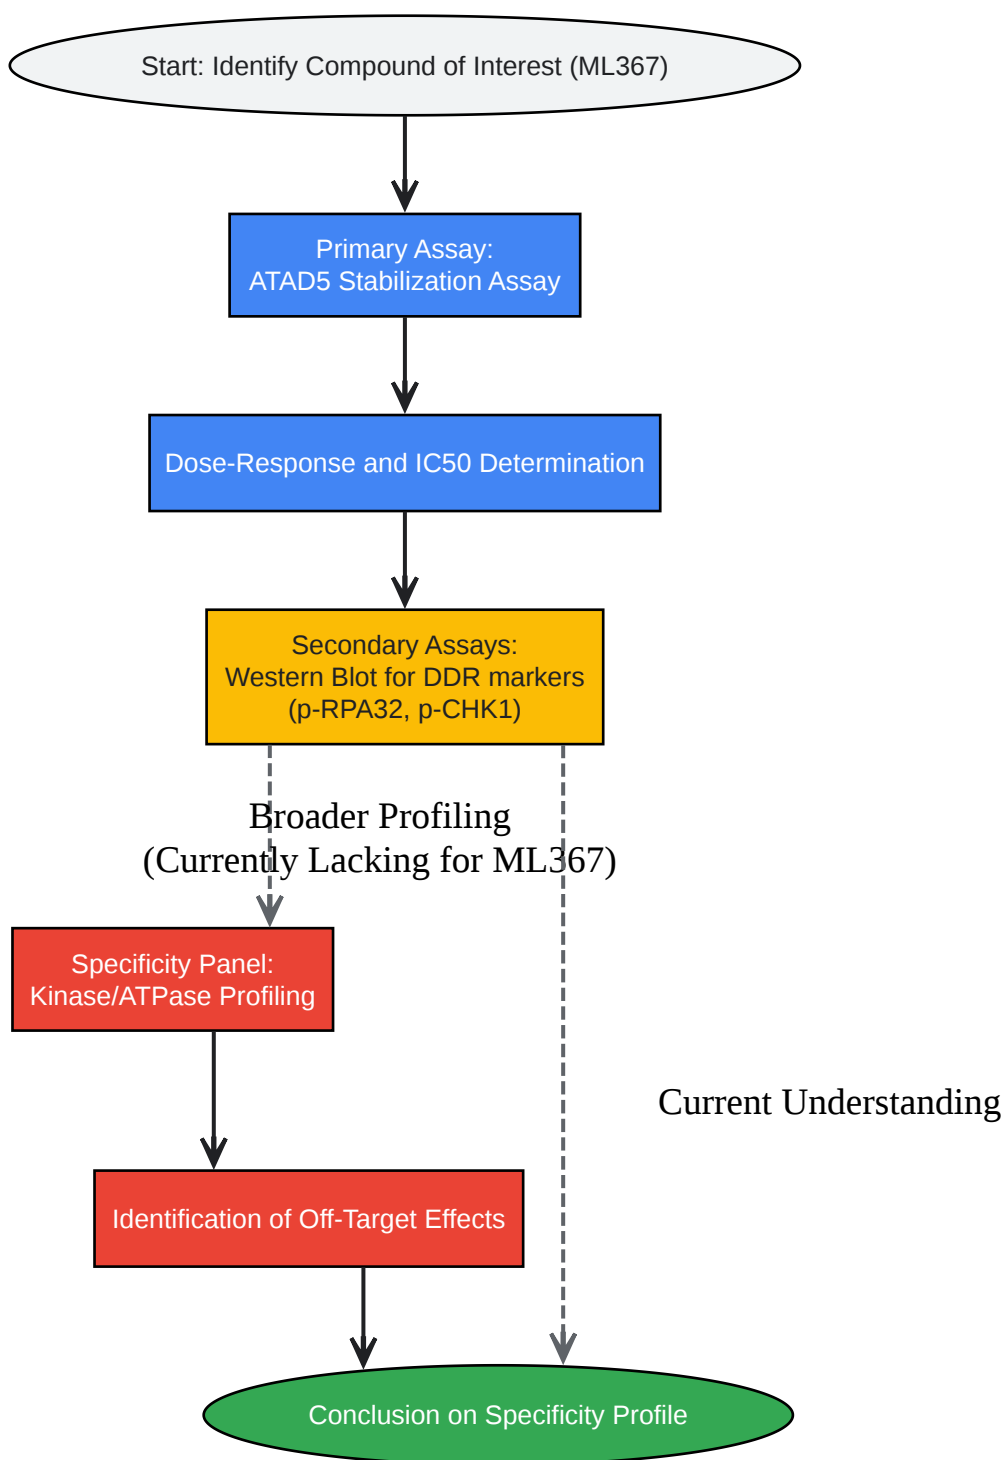 Start: Identify Compound of Interest (ML367)
Primary Assay:
ATAD5 Stabilization Assay
Dose-Response and IC50 Determination
Secondary Assays:
Western Blot for DDR markers
(p-RPA32, p-CHK1)
Broader Profiling
(Currently Lacking for ML367)
Specificity Panel:
Kinase/ATPase Profiling
Current Understanding
Identification of Off-Target Effects
Conclusion on Specificity Profile